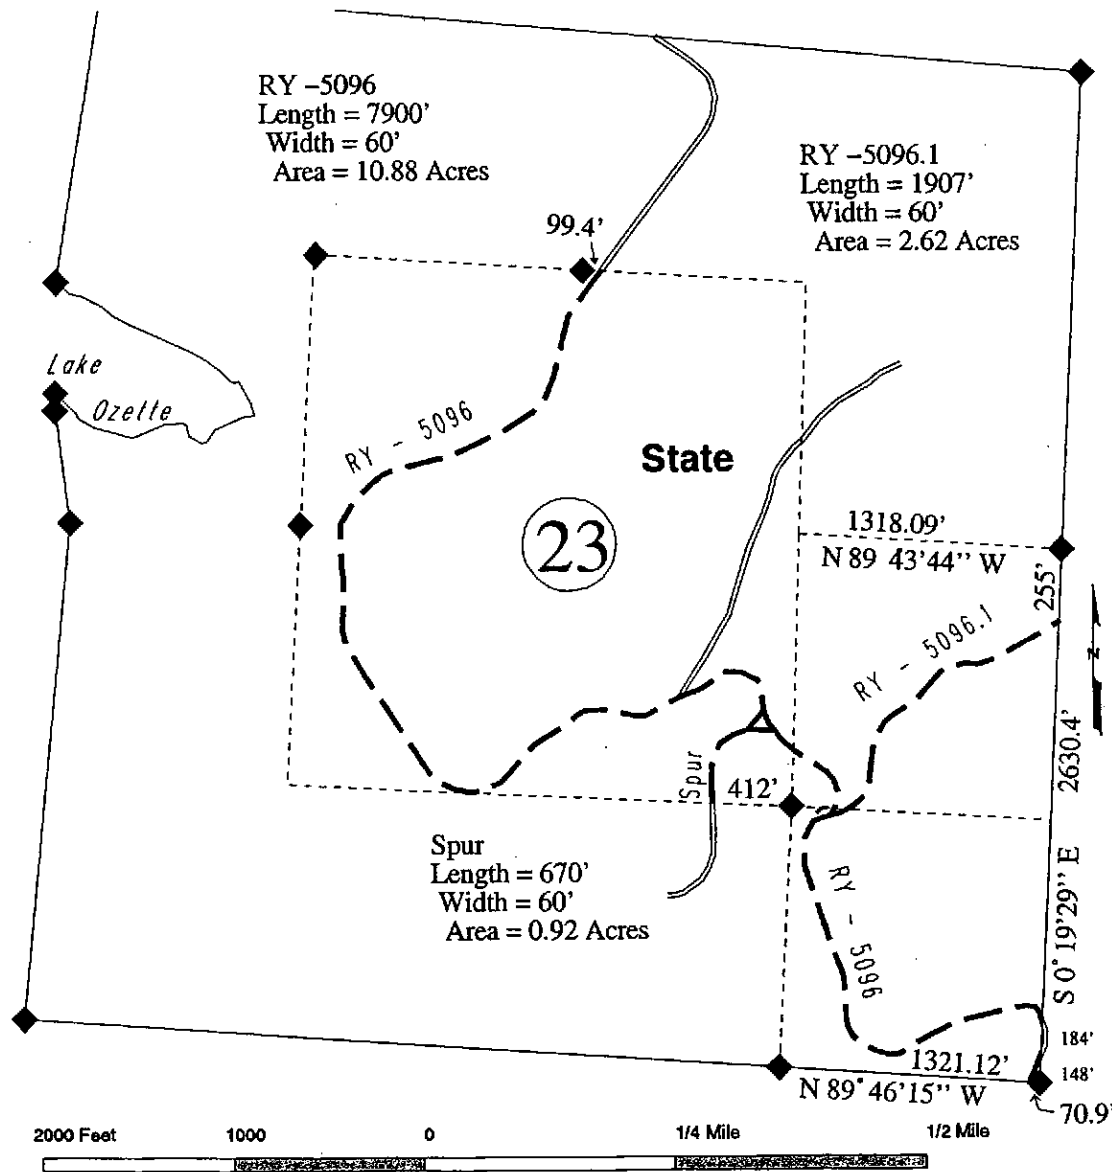 RY -5096
Length = 7900'
Width = 60'
Area = 10.88 Acres
RY -5096.1
Length = 1907'
Width = 60'
Area = 2.62 Acres
99.4'
Lake
Ozette
RY - 5096
State
23
1318.09'
N 89 43'44" W
255'
RY - 5096.1
N
2630.4'
Spur
412'
Spur
Length = 670'
Width = 60'
Area = 0.92 Acres
RY - 5096
S 0° 19'29" E
184'
1321.12'
148'
N 89° 46'15" W
70.9'
2000 Feet 1000 0 1/4 Mile 1/2 Mile